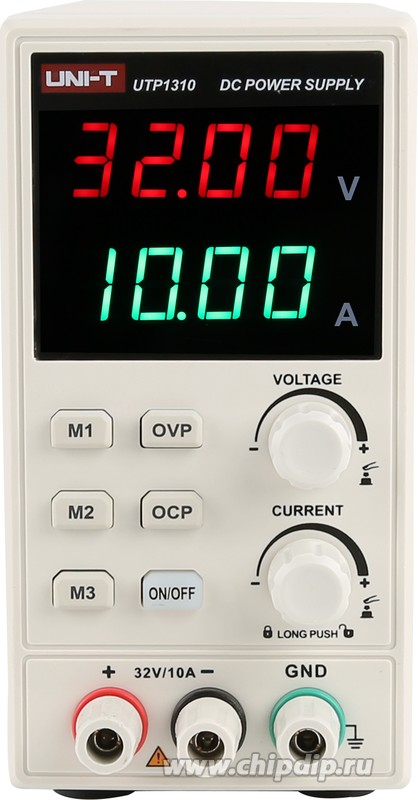 UNI-T UTP1310 DC POWER SUPPLY
32.00 V
10.00 A
VOLTAGE
- +
M1 OVP
M2 OCP
CURRENT
- +
M3 ON/OFF
LONG PUSH
+ 32V/10A - GND
www.chipdip.ru